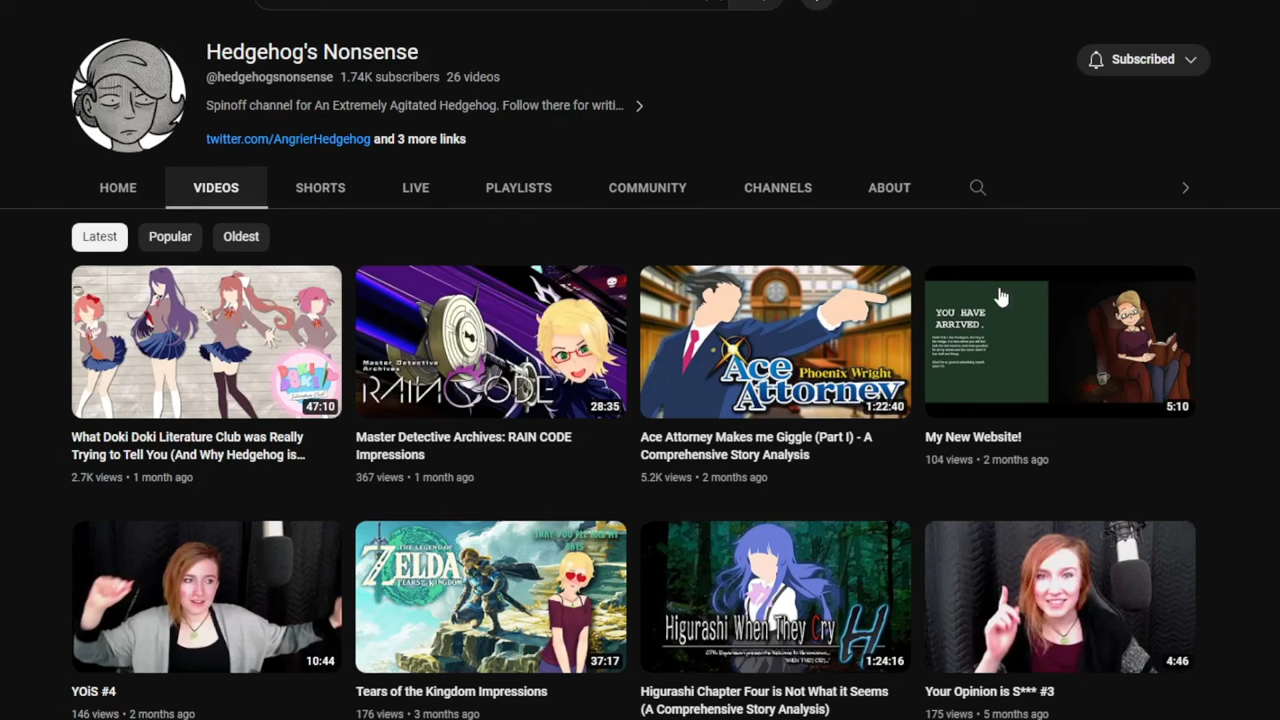 Hedgehog's Nonsense
@hedgehogsnonsense 1.74K subscribers 26 videos
Spinoff channel for An Extremely Agitated Hedgehog. Follow there for writi...
twitter.com/AngrierHedgehog and 3 more links
Subscribed
HOME VIDEOS SHORTS LIVE PLAYLISTS COMMUNITY CHANNELS ABOUT
Latest Popular Oldest
47:10
Master Detective
Archives:
RAIN CODE
28:35
Phoenix Wright
Ace
Attorney
1:22:40
YOU HAVE
ARRIVED.
5:10
What Doki Doki Literature Club was Really
Trying to Tell You (And Why Hedgehog is...
2.7K views • 1 month ago
Master Detective Archives: RAIN CODE
Impressions
367 views • 1 month ago
Ace Attorney Makes me Giggle (Part I) - A
Comprehensive Story Analysis
5.2K views • 2 months ago
My New Website!
104 views • 2 months ago
10:44
THE LEGEND OF
ZELDA
TEARS OF THE KINGDOM
37:17
Higurashi When They Cry
WHEN THEY CRY...
1:24:16
4:46
YOiS #4
146 views • 2 months ago
Tears of the Kingdom Impressions
176 views • 3 months ago
Higurashi Chapter Four is Not What it Seems
(A Comprehensive Story Analysis)
Your Opinion is S*** #3
175 views • 5 months ago